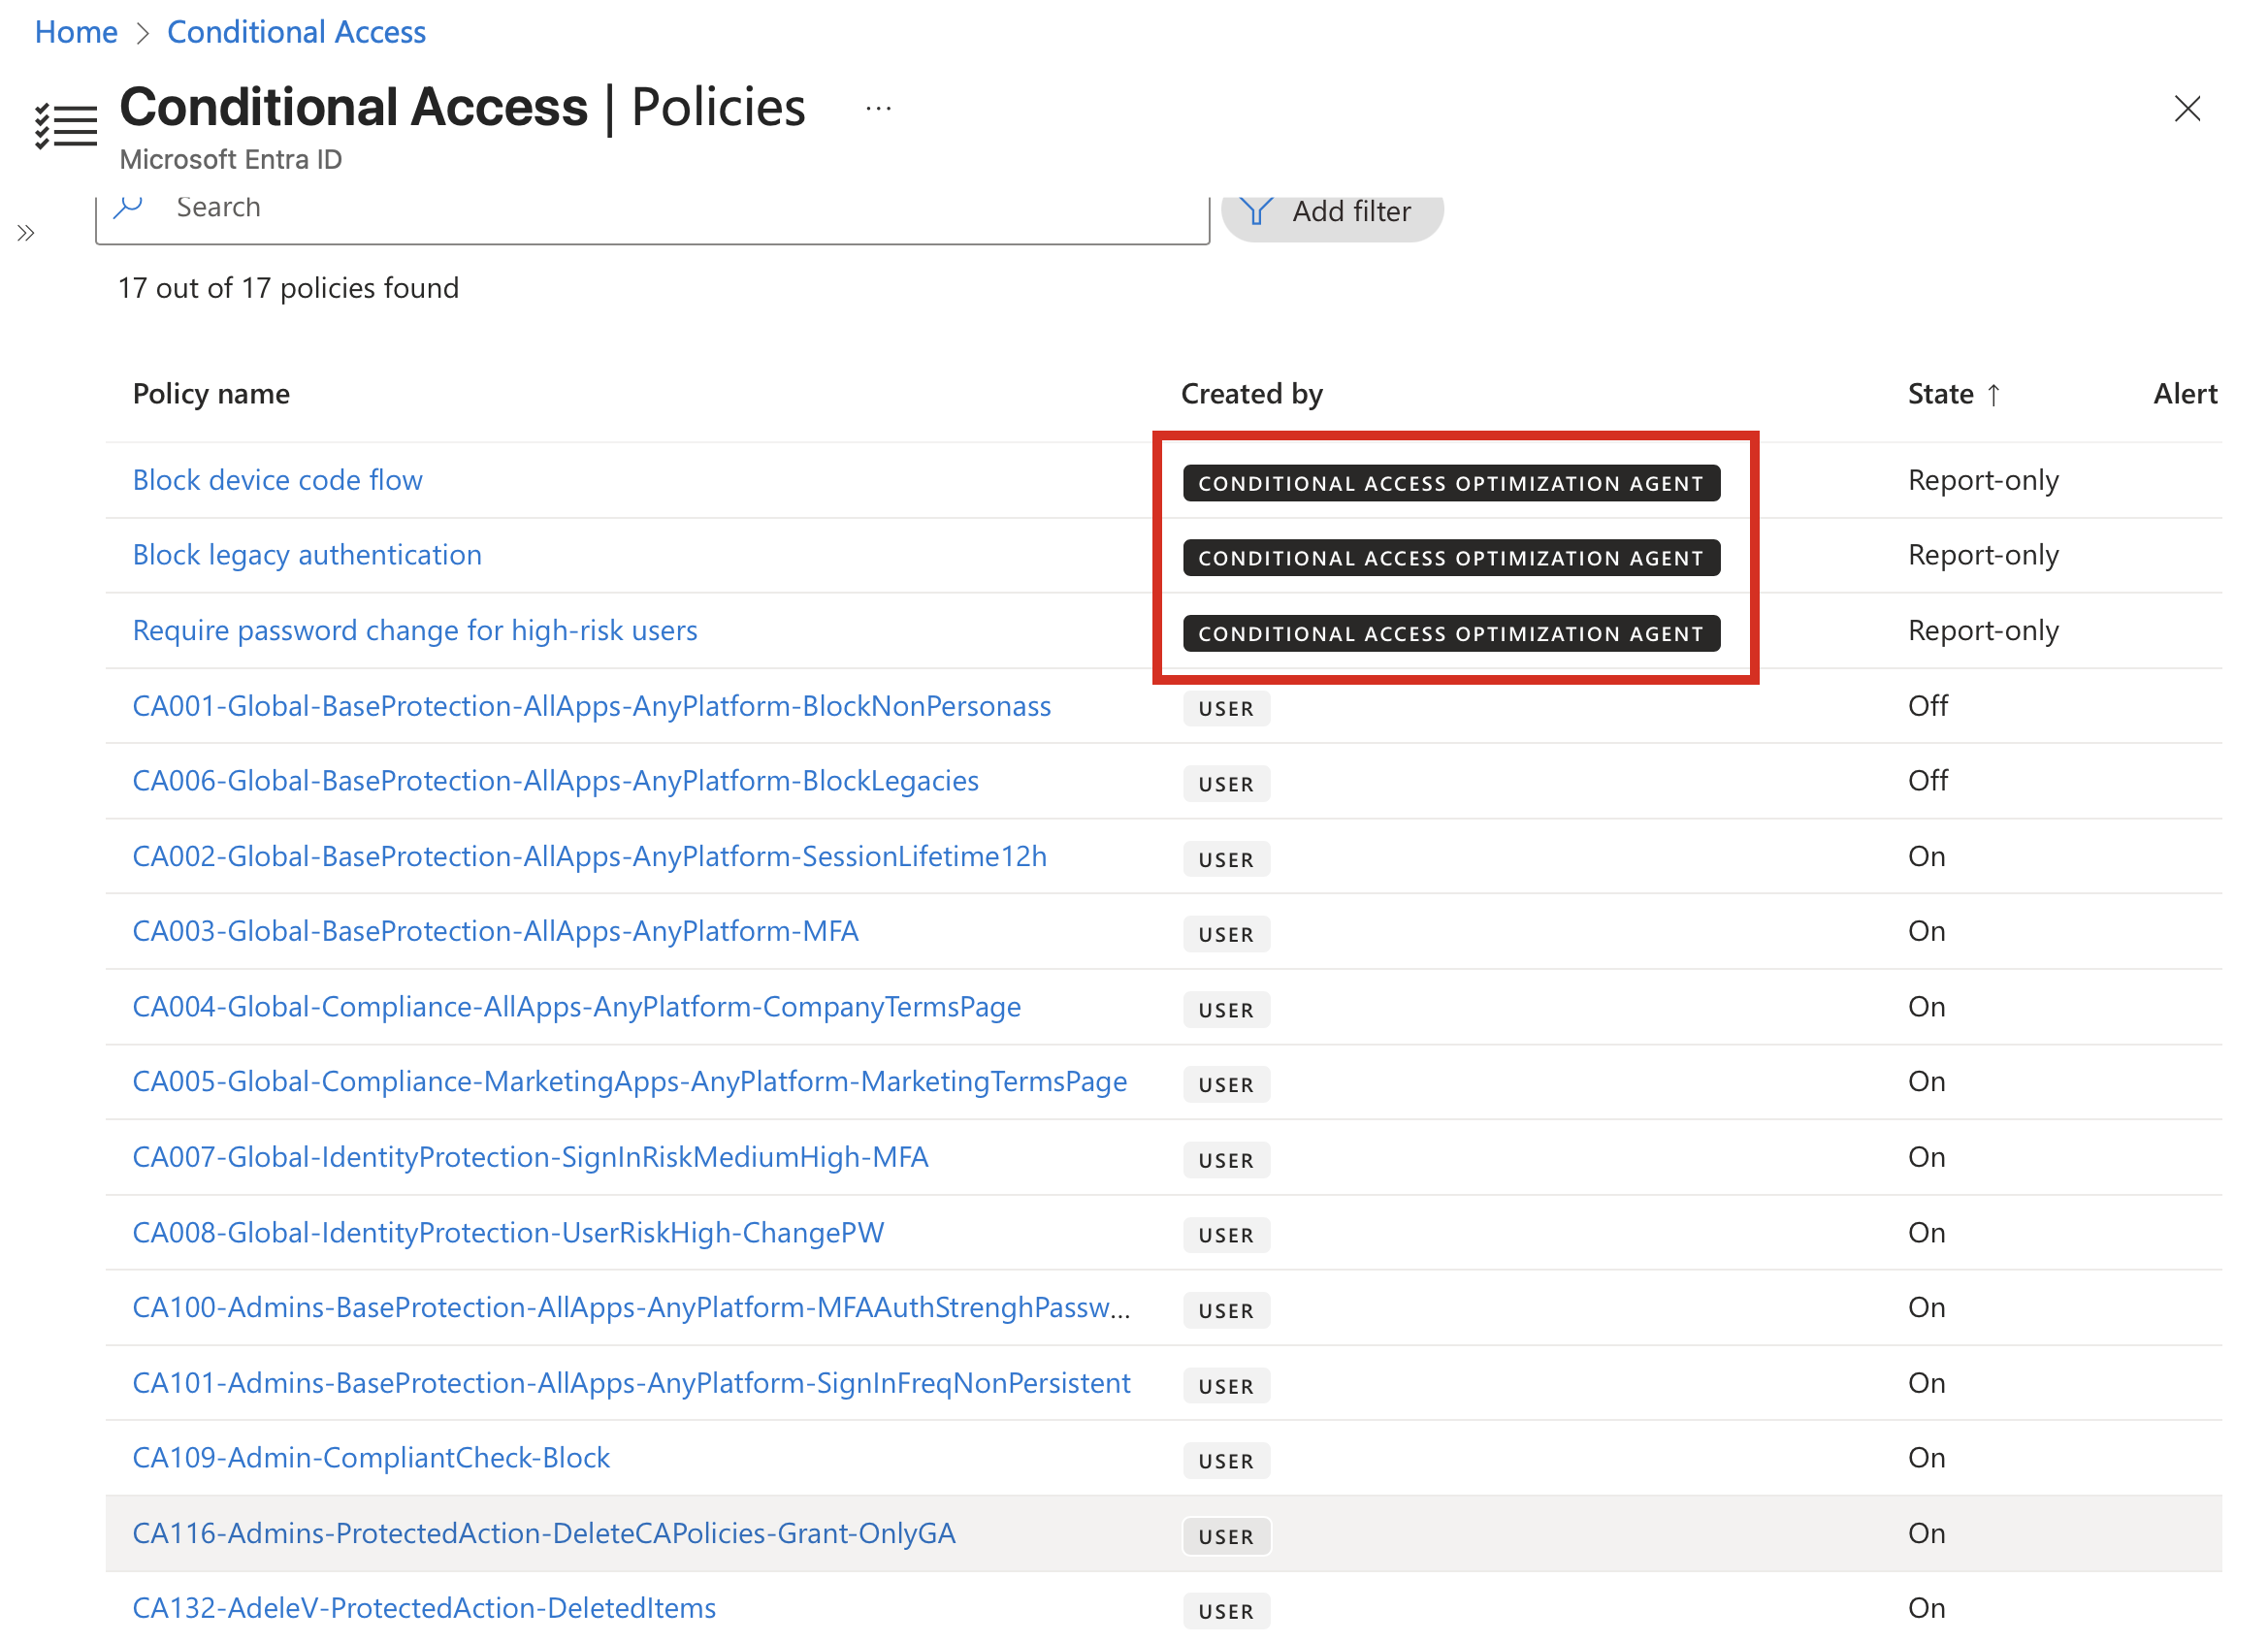 Home > Conditional Access
Conditional Access | Policies ...
Microsoft Entra ID
Search
Add filter
17 out of 17 policies found
Policy name Created by State ↑ Alert
Block device code flow CONDITIONAL ACCESS OPTIMIZATION AGENT Report-only
Block legacy authentication CONDITIONAL ACCESS OPTIMIZATION AGENT Report-only
Require password change for high-risk users CONDITIONAL ACCESS OPTIMIZATION AGENT Report-only
CA001-Global-BaseProtection-AllApps-AnyPlatform-BlockNonPersonass USER Off
CA006-Global-BaseProtection-AllApps-AnyPlatform-BlockLegacies USER Off
CA002-Global-BaseProtection-AllApps-AnyPlatform-SessionLifetime12h USER On
CA003-Global-BaseProtection-AllApps-AnyPlatform-MFA USER On
CA004-Global-Compliance-AllApps-AnyPlatform-CompanyTermsPage USER On
CA005-Global-Compliance-MarketingApps-AnyPlatform-MarketingTermsPage USER On
CA007-Global-IdentityProtection-SignInRiskMediumHigh-MFA USER On
CA008-Global-IdentityProtection-UserRiskHigh-ChangePW USER On
CA100-Admins-BaseProtection-AllApps-AnyPlatform-MFAAuthStrenghPassw... USER On
CA101-Admins-BaseProtection-AllApps-AnyPlatform-SignInFreqNonPersistent USER On
CA109-Admin-CompliantCheck-Block USER On
CA116-Admins-ProtectedAction-DeleteCAPolicies-Grant-OnlyGA USER On
CA132-AdeleV-ProtectedAction-DeletedItems USER On